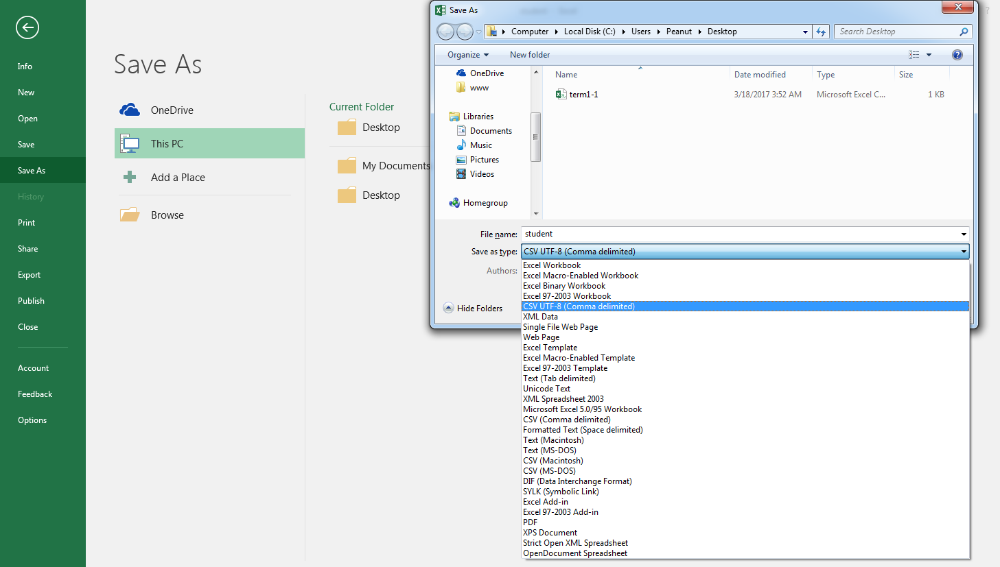 Info
New
Open
Save
Save As
History
Print
Share
Export
Publish
Close
Account
Feedback
Options
Save As
OneDrive
This PC
Add a Place
Browse
Current Folder
Desktop
My Documents
Desktop
Save As
Computer Local Disk (C:) Users Peanut Desktop
Search Desktop
Organize New folder
?
OneDrive
www
Libraries
Documents
Music
Pictures
Videos
Homegroup
Name Date modified Type Size
term1-1 3/18/2017 3:52 AM Microsoft Excel C... 1 KB
File name: student
Save as type: CSV UTF-8 (Comma delimited)
Authors:
Hide Folders
Excel Workbook
Excel Macro-Enabled Workbook
Excel Binary Workbook
Excel 97-2003 Workbook
CSV UTF-8 (Comma delimited)
XML Data
Single File Web Page
Web Page
Excel Template
Excel Macro-Enabled Template
Excel 97-2003 Template
Text (Tab delimited)
Unicode Text
XML Spreadsheet 2003
Microsoft Excel 5.0/95 Workbook
CSV (Comma delimited)
Formatted Text (Space delimited)
Text (Macintosh)
Text (MS-DOS)
CSV (Macintosh)
CSV (MS-DOS)
DIF (Data Interchange Format)
SYLK (Symbolic Link)
Excel Add-in
Excel 97-2003 Add-in
PDF
XPS Document
Strict Open XML Spreadsheet
OpenDocument Spreadsheet